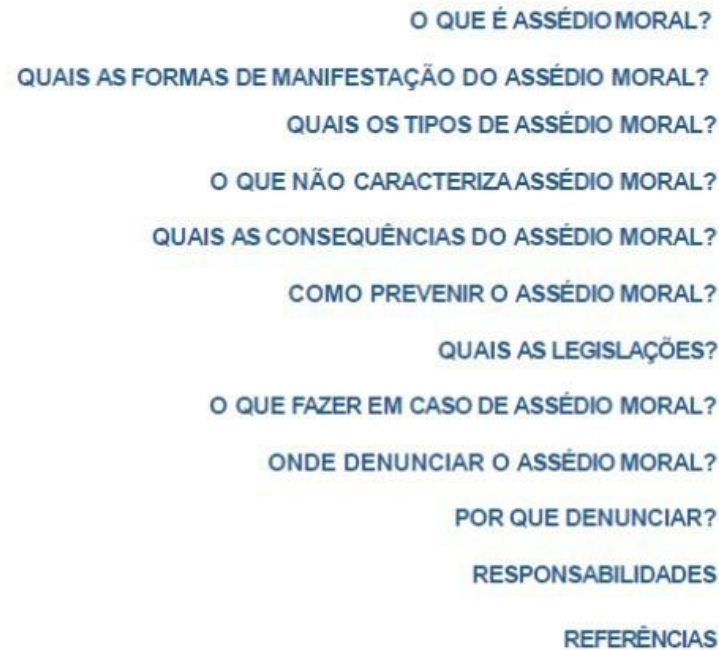 O QUE É ASSÉDIO MORAL?
QUAIS AS FORMAS DE MANIFESTAÇÃO DO ASSÉDIO MORAL?
QUAIS OS TIPOS DE ASSÉDIO MORAL?
O QUE NÃO CARACTERIZA ASSÉDIO MORAL?
QUAIS AS CONSEQUÊNCIAS DO ASSÉDIO MORAL?
COMO PREVENIR O ASSÉDIO MORAL?
QUAIS AS LEGISLAÇÕES?
O QUE FAZER EM CASO DE ASSÉDIO MORAL?
ONDE DENUNCIAR O ASSÉDIO MORAL?
POR QUE DENUNCIAR?
RESPONSABILIDADES
REFERÊNCIAS